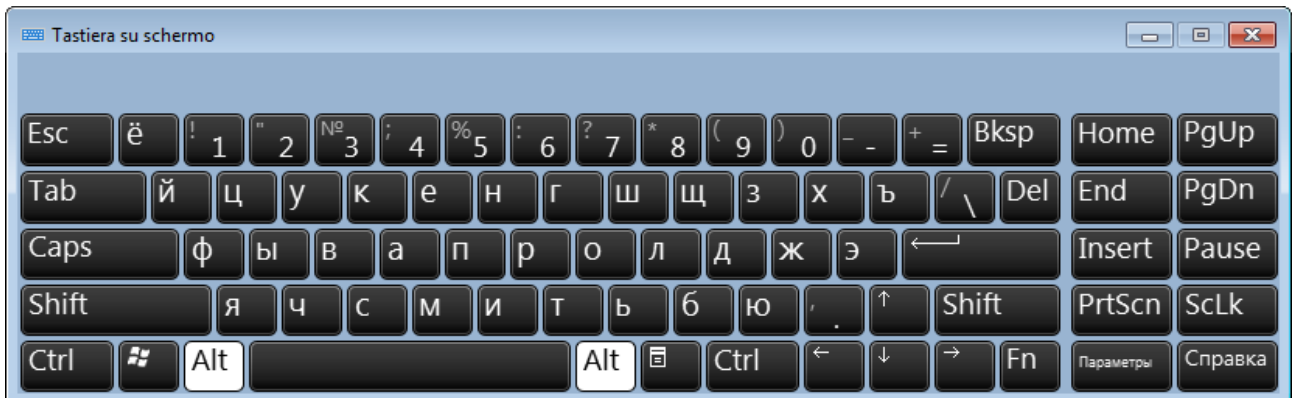 Tastiera su schermo
Esc ё ! 1 " 2 № 3 ; 4 % 5 : 6 ? 7 * 8 ( 9 ) 0 _ - + = Bksp Home PgUp
Tab й ц у к е н г ш щ з х ъ / \ Del End PgDn
Caps ф ы в а п р о л д ж э Insert Pause
Shift я ч с м и т ь б ю , . ↑ Shift PrtScn ScLk
Ctrl Alt Alt Ctrl ← ↓ → Fn Параметры Справка